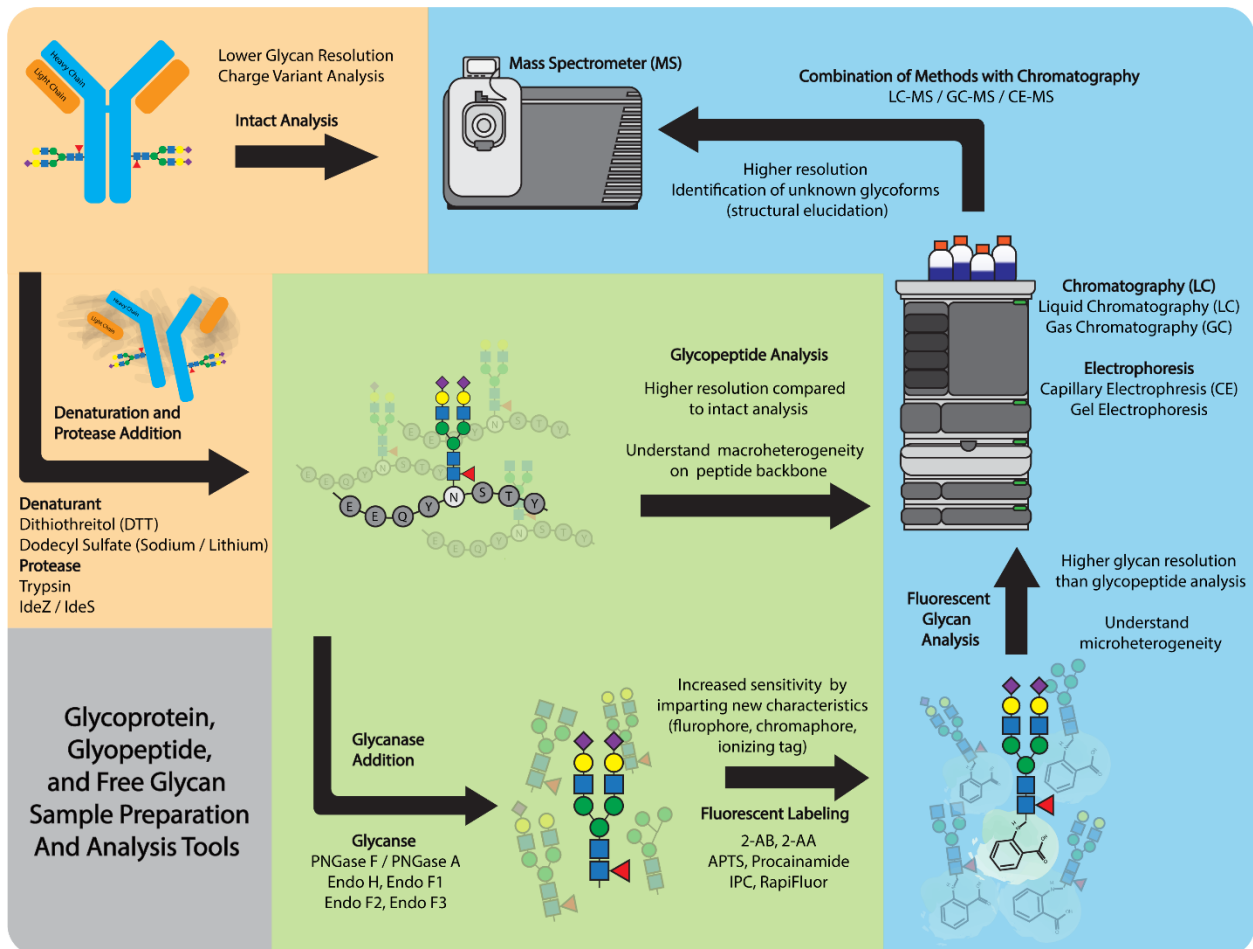 Heavy Chain
Light Chain
Lower Glycan Resolution
Charge Variant Analysis
Intact Analysis
Mass Spectrometer (MS)
Combination of Methods with Chromatography
LC-MS / GC-MS / CE-MS
Higher resolution
Identification of unknown glycoforms
(structural elucidation)
Heavy Chain
Light Chain
Denaturation and
Protease Addition
Denaturant
Dithiothreitol (DTT)
Dodecyl Sulfate (Sodium / Lithium)
Protease
Trypsin
IdeZ / IdeS
Glycopeptide Analysis
Higher resolution compared
to intact analysis
Understand macroheterogeneity
on peptide backbone
E E Q Y N S T Y
E E Q Y N S T Y
E E Q Y N S T Y
E E N S T Y
Chromatography (LC)
Liquid Chromatography (LC)
Gas Chromatography (GC)
Electrophoresis
Capillary Electrophresis (CE)
Gel Electrophoresis
Higher glycan resolution
than glycopeptide analysis
Fluorescent
Glycan
Analysis
Understand
microheterogeneity
Glycoprotein,
Glyopeptide,
and Free Glycan
Sample Preparation
And Analysis Tools
Glycanase
Addition
Glycanse
PNGase F / PNGase A
Endo H, Endo F1
Endo F2, Endo F3
Increased sensitivity by
imparting new characteristics
(flurophore, chromaphore,
ionizing tag)
Fluorescent Labeling
2-AB, 2-AA
APTS, Procainamide
IPC, RapiFluor